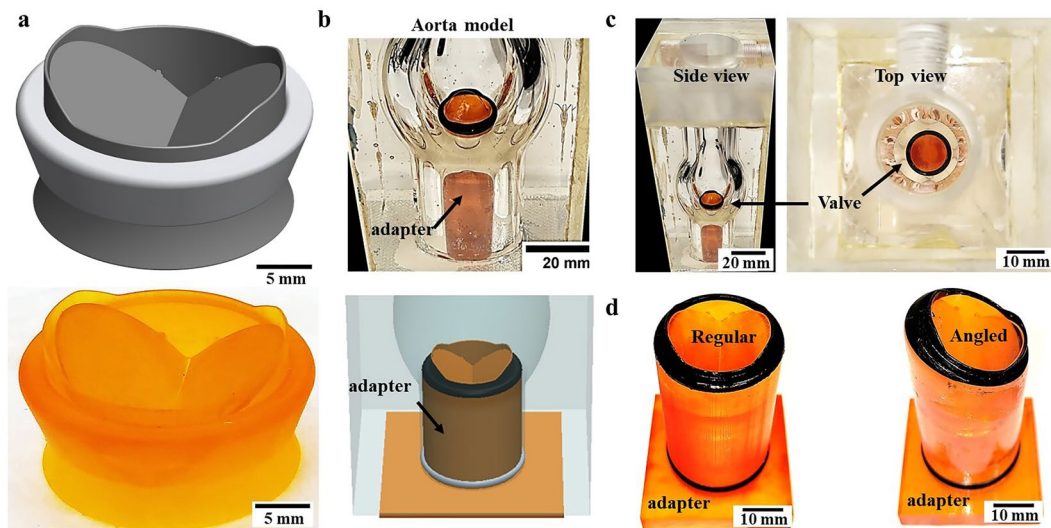 a
5 mm
5 mm
b
Aorta model
adapter
20 mm
adapter
c
Side view
20 mm
Top view
Valve
10 mm
d
Regular
adapter
10 mm
Angled
adapter
10 mm